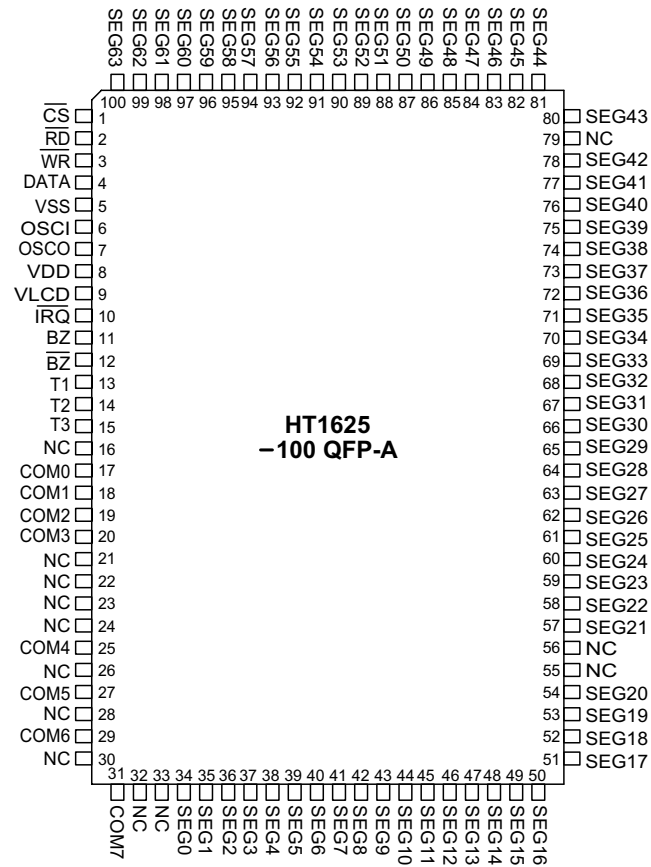 SEG63
SEG62
SEG61
SEG60
SEG59
SEG58
SEG57
SEG56
SEG55
SEG54
SEG53
SEG52
SEG51
SEG50
SEG49
SEG48
SEG47
SEG46
SEG45
SEG44
100 99 98 97 96 95 94 93 92 91 90 89 88 87 86 85 84 83 82 81
CS 1 80 SEG43
RD 2 79 NC
WR 3 78 SEG42
DATA 4 77 SEG41
VSS 5 76 SEG40
OSCI 6 75 SEG39
OSCO 7 74 SEG38
VDD 8 73 SEG37
VLCD 9 72 SEG36
IRQ 10 71 SEG35
BZ 11 70 SEG34
BZ 12 69 SEG33
T1 13 68 SEG32
T2 14 67 SEG31
T3 15 66 SEG30
NC 16 65 SEG29
COM0 17 64 SEG28
COM1 18 63 SEG27
COM2 19 62 SEG26
COM3 20 61 SEG25
NC 21 60 SEG24
NC 22 59 SEG23
NC 23 58 SEG22
NC 24 57 SEG21
COM4 25 56 NC
NC 26 55 NC
COM5 27 54 SEG20
NC 28 53 SEG19
COM6 29 52 SEG18
NC 30 51 SEG17
HT1625
−100 QFP-A
31 32 33 34 35 36 37 38 39 40 41 42 43 44 45 46 47 48 49 50
COM7
NC
NC
SEG0
SEG1
SEG2
SEG3
SEG4
SEG5
SEG6
SEG7
SEG8
SEG9
SEG10
SEG11
SEG12
SEG13
SEG14
SEG15
SEG16